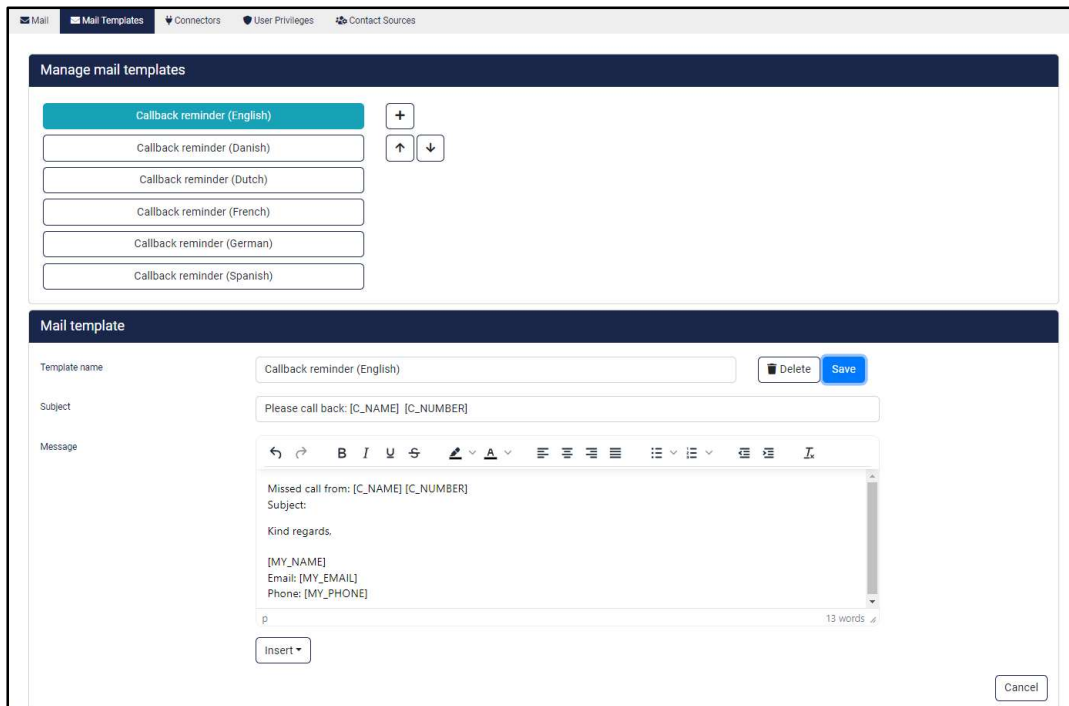 Mail Mail Templates Connectors User Privileges Contact Sources
Manage mail templates
Callback reminder (English)
Callback reminder (Danish)
Callback reminder (Dutch)
Callback reminder (French)
Callback reminder (German)
Callback reminder (Spanish)
Mail template
Template name Callback reminder (English) Delete Save
Subject Please call back: [C_NAME] [C_NUMBER]
Message
Missed call from: [C_NAME] [C_NUMBER]
Subject:
Kind regards,
[MY_NAME]
Email: [MY_EMAIL]
Phone: [MY_PHONE]
p 13 words
Insert
Cancel